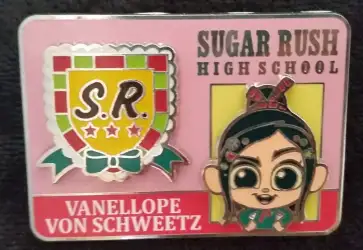 SUGAR RUSH
HIGH SCHOOL
S.R.
VANELLOPE
VON SCHWEETZ